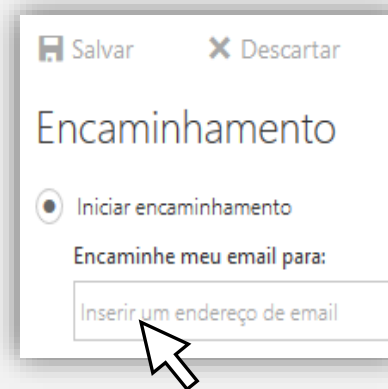 Salvar Descartar
Encaminhamento
Iniciar encaminhamento
Encaminhe meu email para:
Inserir um endereço de email